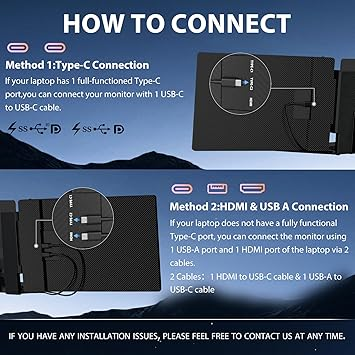 HOW TO CONNECT
Method 1:Type-C Connection
If your laptop has 1 full-functioned Type-C
port,you can connect your monitor with 1 USB-C
to USB-C cable.
Method 2:HDMI & USB A Connection
If your laptop does not have a fully functional
Type-C port, you can connect the monitor using
1 USB-A port and 1 HDMI port of the laptop via 2
cables.
2 Cables： 1 HDMI to USB-C cable & 1 USB-A to
USB-C cable
IF YOU HAVE ANY INSTALLATION ISSUES, PLEASE FEEL FREE TO CONTACT US AT ANY TIME.